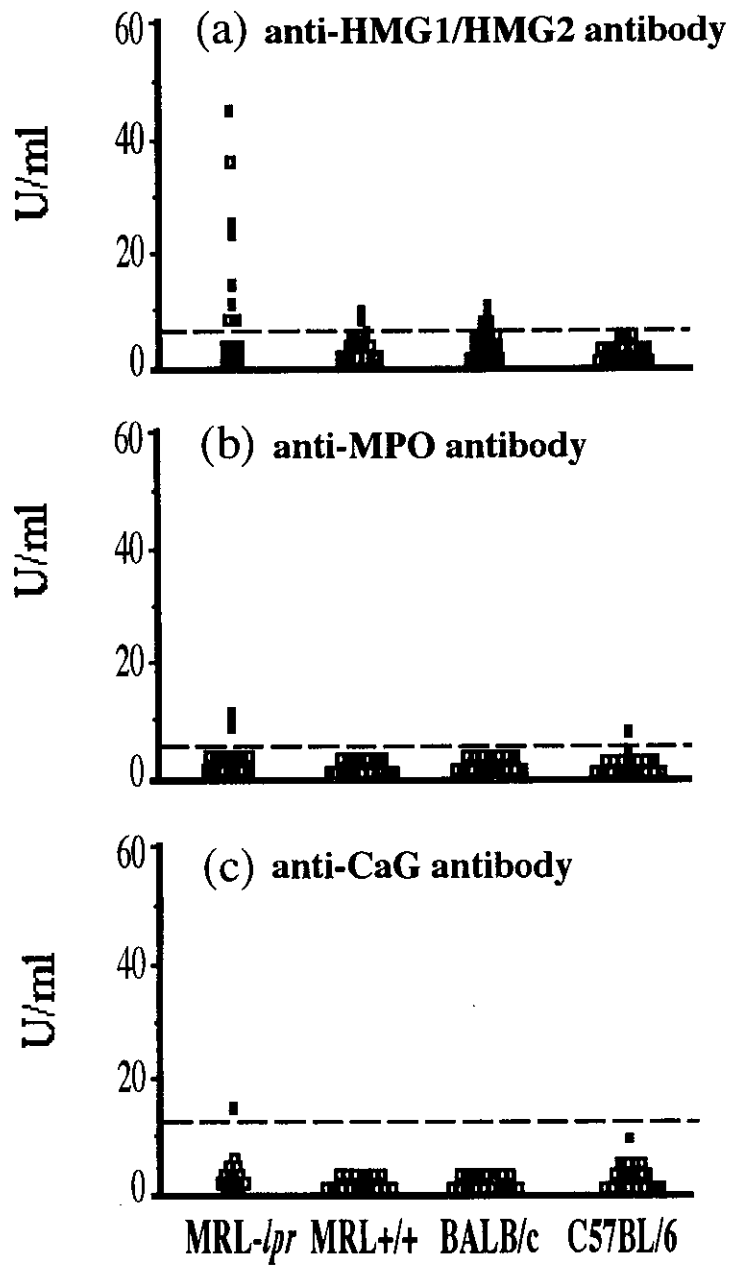 (a) anti-HMG1/HMG2 antibody
60
40
20
0
U/ml
(b) anti-MPO antibody
60
40
20
0
U/ml
(c) anti-CaG antibody
60
40
20
0
U/ml
MRL-lpr MRL+/+ BALB/c C57BL/6